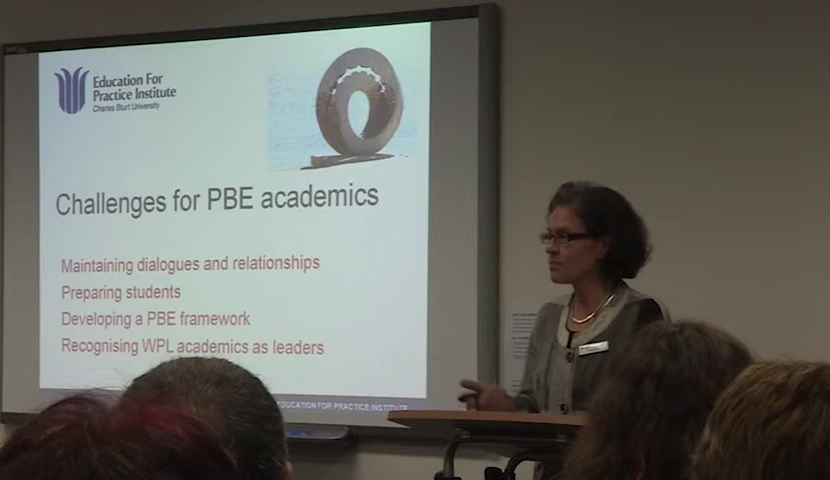 Education For
Practice Institute
Charles Sturt University
Challenges for PBE academics
Maintaining dialogues and relationships
Preparing students
Developing a PBE framework
Recognising WPL academics as leaders
EDUCATION FOR PRACTICE INSTITUTE